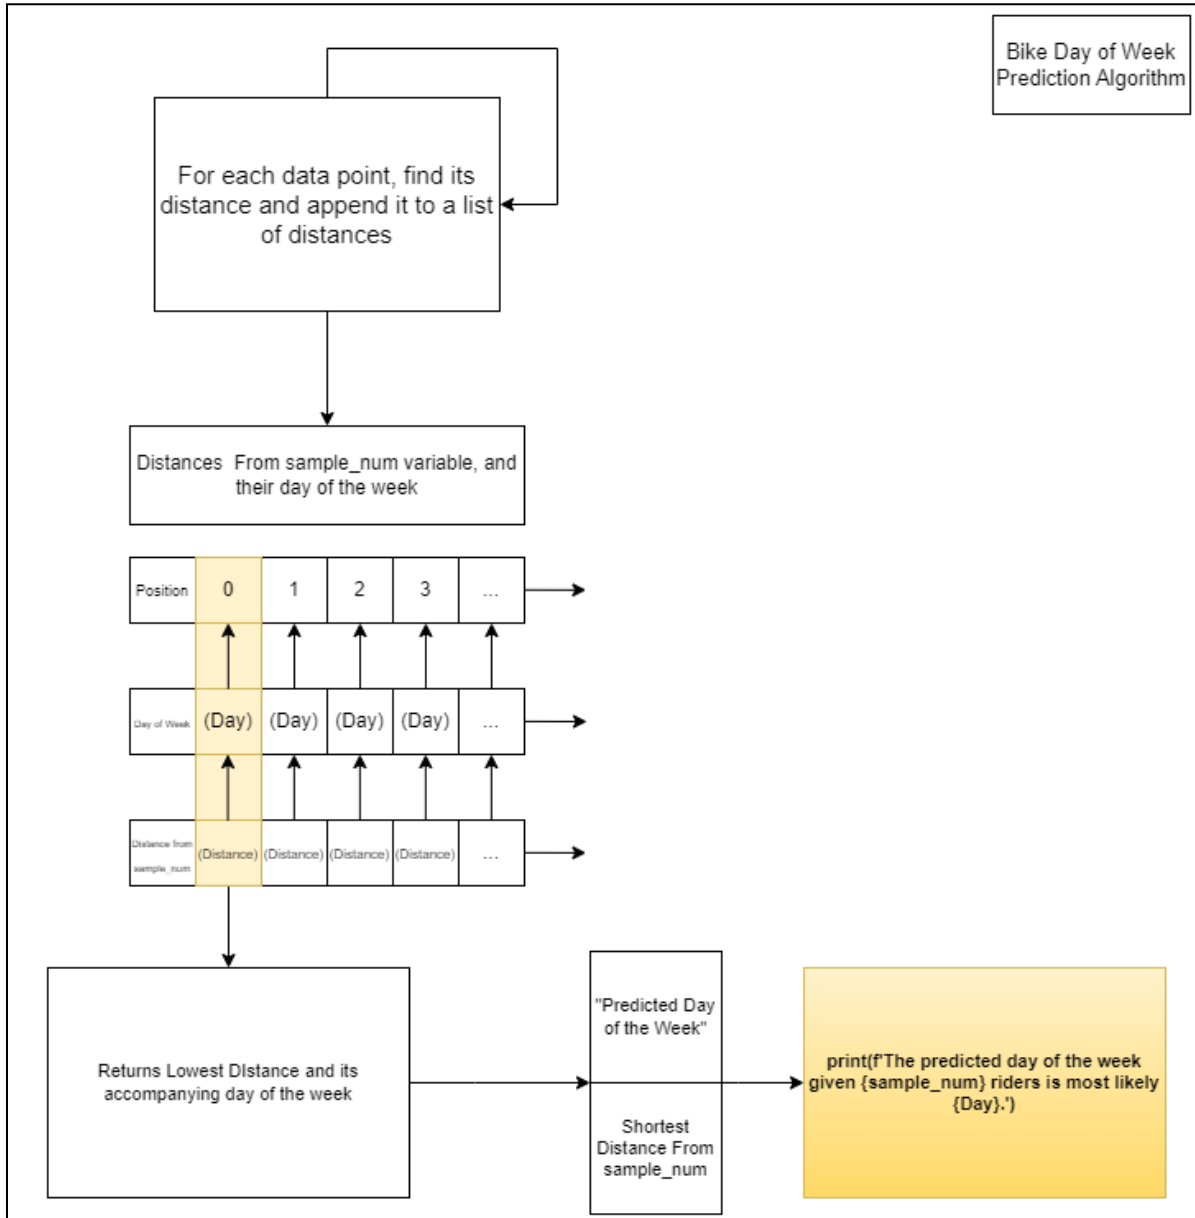 Bike Day of Week
Prediction Algorithm
For each data point, find its
distance and append it to a list
of distances
Distances From sample_num variable, and
their day of the week
Position 0 1 2 3 ...
Day of Week (Day) (Day) (Day) (Day) ...
Distance from
sample_num
(Distance) (Distance) (Distance) (Distance) ...
Returns Lowest DIstance and its
accompanying day of the week
"Predicted Day
of the Week"
Shortest
Distance From
sample_num
print(f'The predicted day of the week
given {sample_num} riders is most likely
{Day}.')